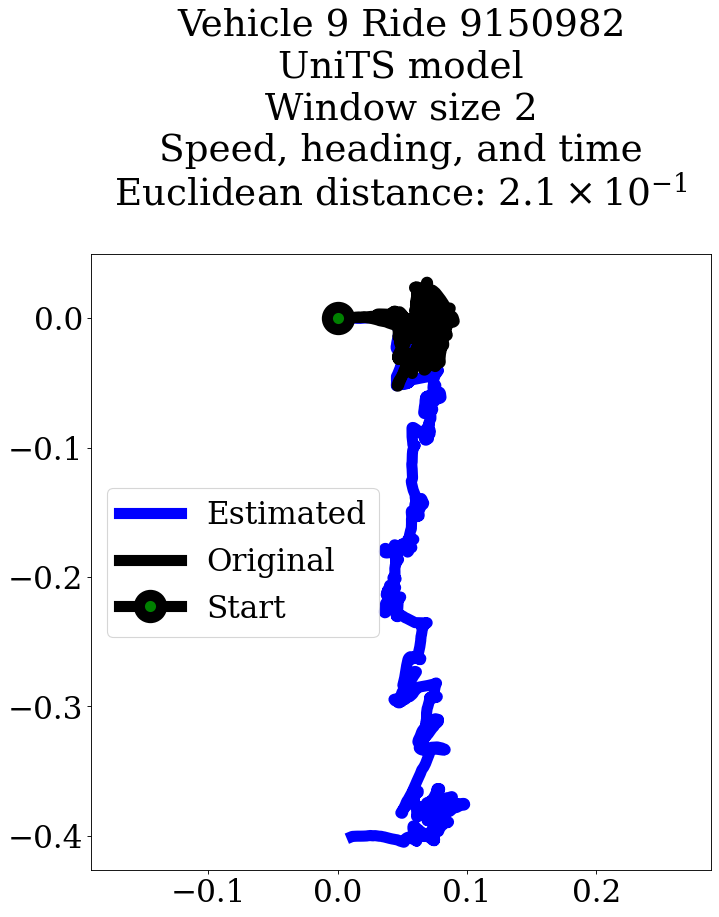 Vehicle 9 Ride 9150982
UniTS model
Window size 2
Speed, heading, and time
Euclidean distance: 2.1 × 10⁻¹
0.0
−0.1
−0.2
−0.3
−0.4
Estimated
Original
Start
−0.1 0.0 0.1 0.2